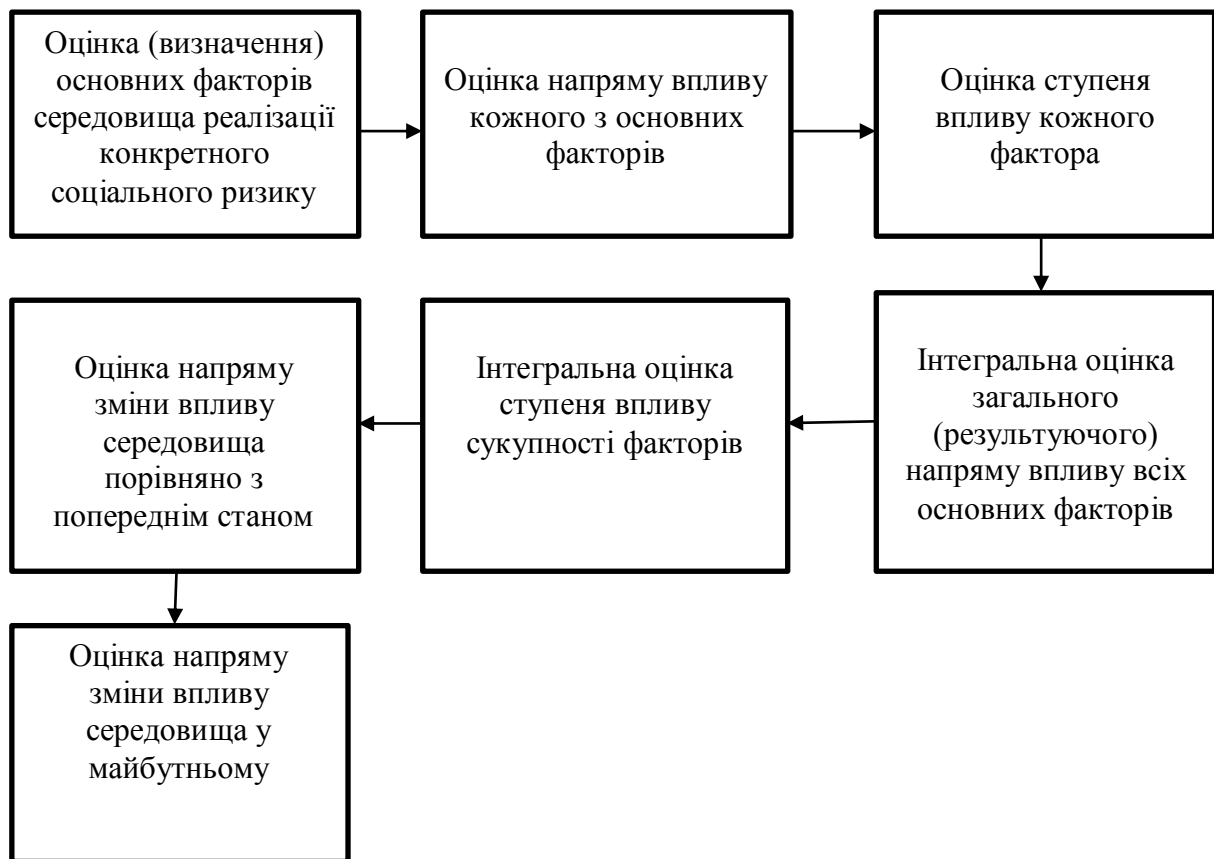 Оцінка (визначення)
основних факторів
середовища реалізації
конкретного
соціального ризику
Оцінка напряму впливу
кожного з основних
факторів
Оцінка ступеня
впливу кожного
фактора
Інтегральна оцінка
загального
(результуючого)
напряму впливу всіх
основних факторів
Інтегральна оцінка
ступеня впливу
сукупності факторів
Оцінка напряму
зміни впливу
середовища
порівняно з
попереднім станом
Оцінка напряму
зміни впливу
середовища у
майбутньому